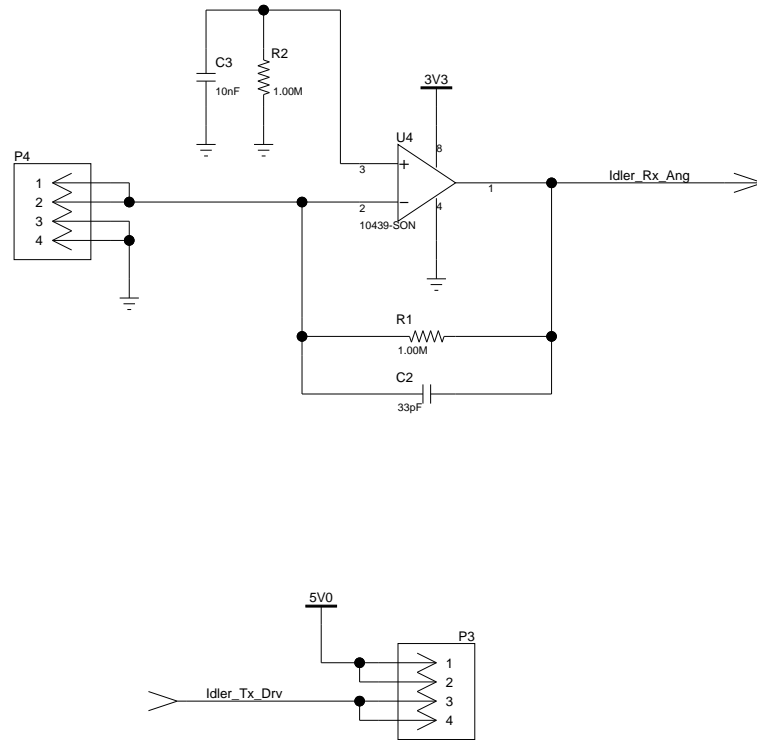 C3
R2
10nF
1.00M
3V3
U4
8
3
1
2
4
10439-SON
Idler_Rx_Ang
P4
1
2
3
4
R1
1.00M
C2
33pF
5V0
P3
1
2
3
4
Idler_Tx_Drv